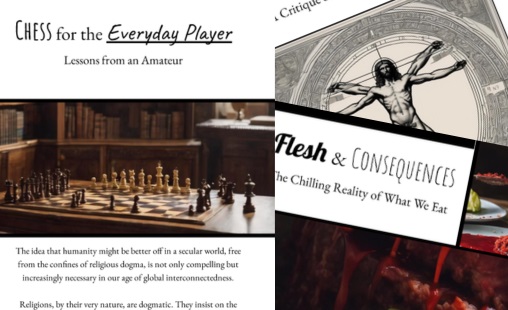 CHESS for the Everyday Player
Lessons from an Amateur
The idea that humanity might be better off in a secular world, free
from the confines of religious dogma, is not only compelling but
increasingly necessary in our age of global interconnectedness.
Religions, by their very nature, are dogmatic. They insist on the
Critique
Flesh & CONSEQUENCES
The Chilling Reality of What We Eat